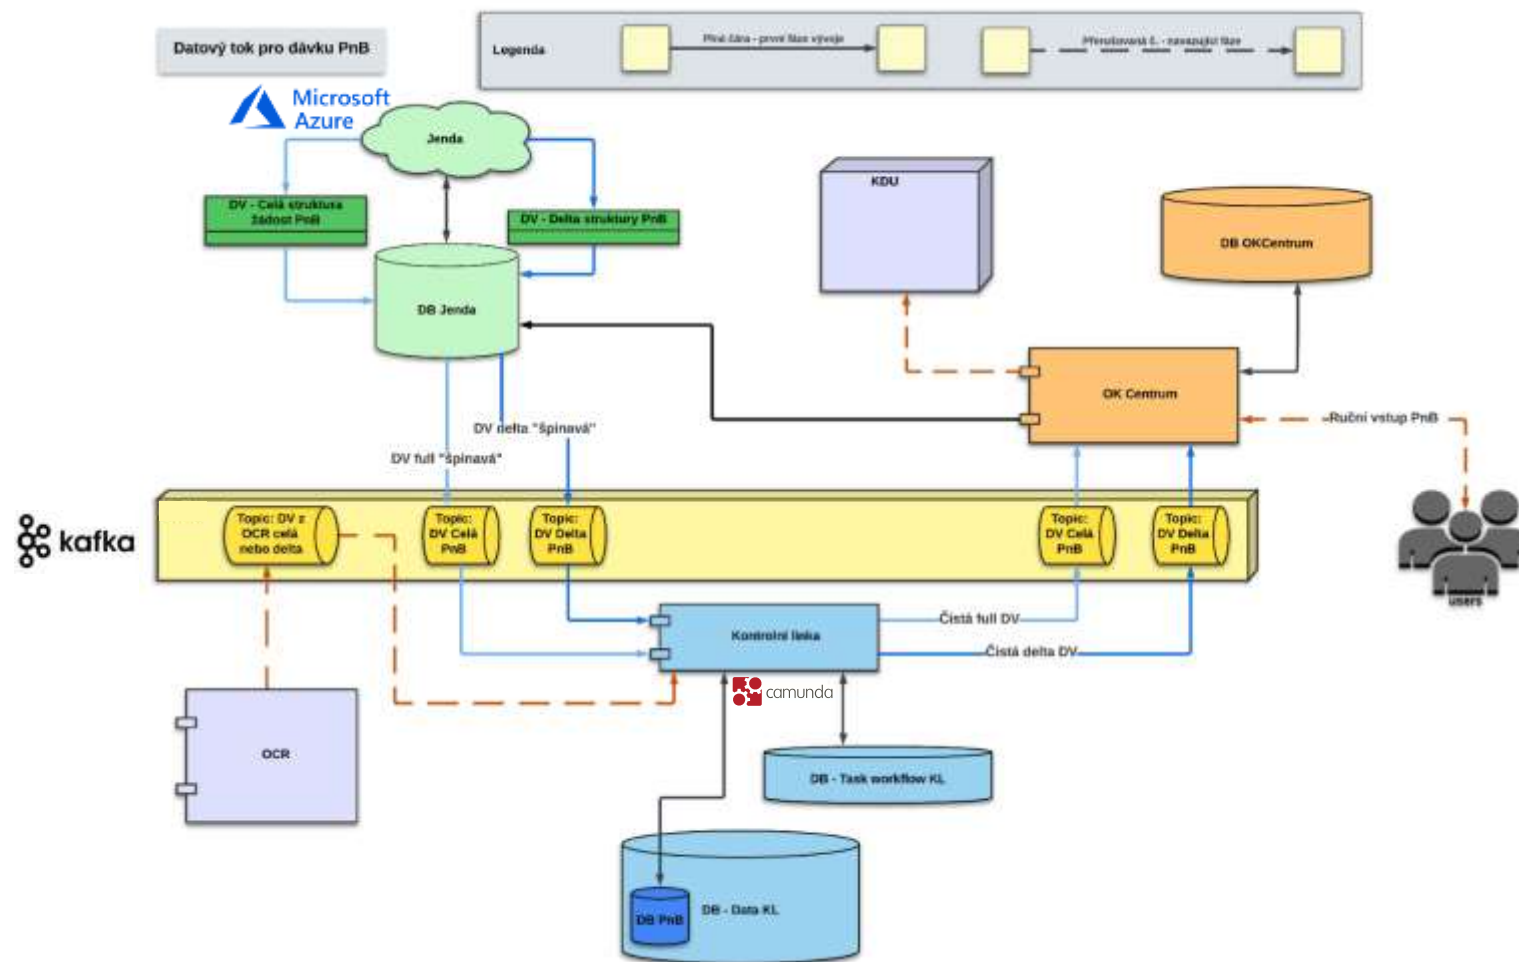 Datový tok pro dávku PnB
Legenda
Plné čára - první fáze vývoje
Přerušovaná č. - navazující fáze
Microsoft
Azure
Jenda
DV - Celá struktura
žádost PnB
DV - Delta struktury PnB
KDU
DB OKCentrum
DB Jenda
OK Centrum
Ruční vstup PnB
DV delta "špinavá"
DV full "špinavá"
kafka
Topic: DV z
OCR celá
nebo delta
Topic:
DV Celá
PnB
Topic:
DV Delta
PnB
Topic:
DV Celá
PnB
Topic:
DV Delta
PnB
users
Kontrolní linka
Čistá full DV
Čistá delta DV
camunda
OCR
DB - Task workflow KL
DB PnB
DB - Data KL